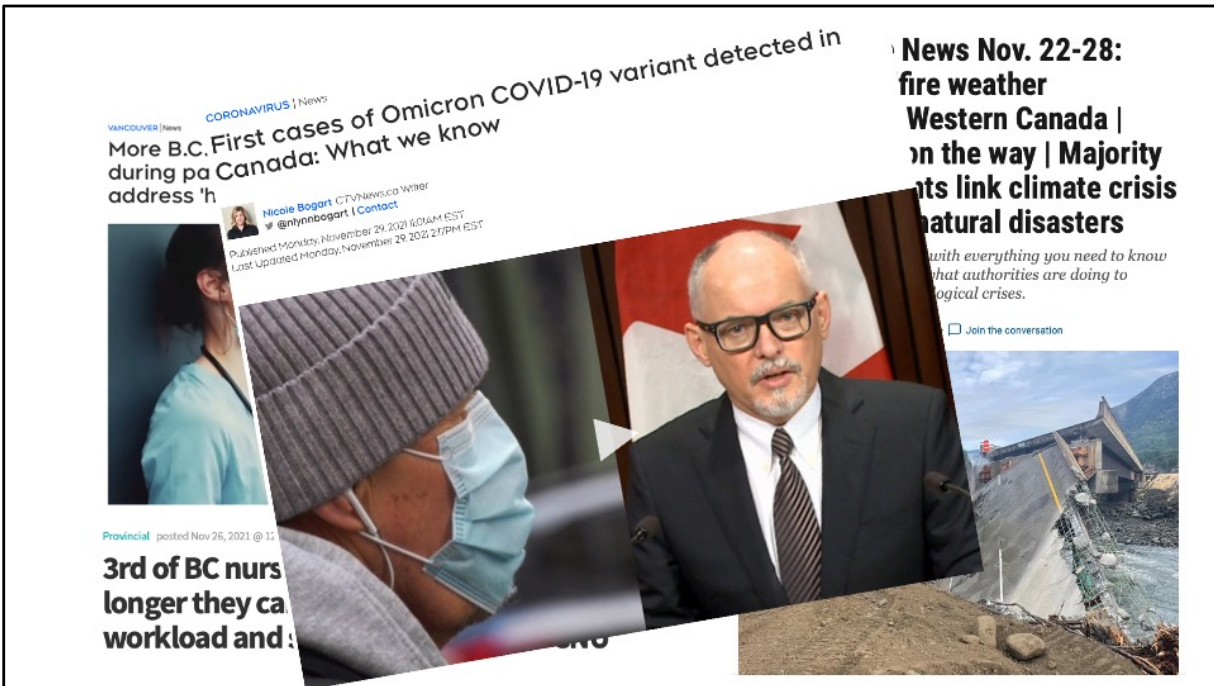 CORONAVIRUS | News
First cases of Omicron COVID-19 variant detected in
Canada: What we know
Nicole Bogart CTVNews.ca Writer
@nlynnbogart | Contact
Published Monday, November 29, 2021 11:01AM EST
Last Updated Monday, November 29, 2021 2:17PM EST
VANCOUVER | News
More B.C.
during pa
address 'h
Provincial posted Nov 26, 2021 @ 12
3rd of BC nurs
longer they ca
workload and s
News Nov. 22-28:
fire weather
Western Canada |
on the way | Majority
nts link climate crisis
natural disasters
with everything you need to know
what authorities are doing to
logical crises.
Join the conversation